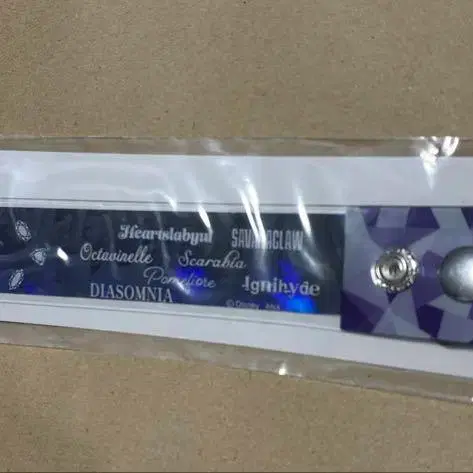 Heartslabyul SAVANACLAW
Octavinelle Scarabia
Pomefiore Ignihyde
DIASOMNIA
©Disney